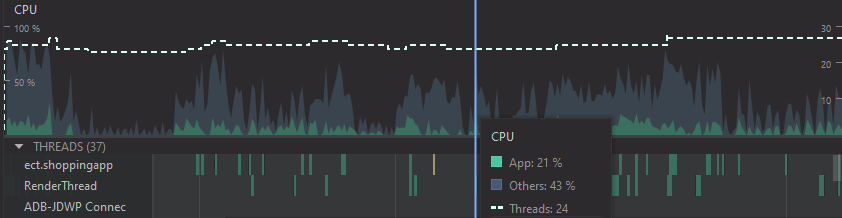 CPU
100 %
30
50 %
20
10
CPU
App: 21 %
Others: 43 %
Threads: 24
THREADS (37)
ect.shoppingapp
RenderThread
ADB-JDWP Connec